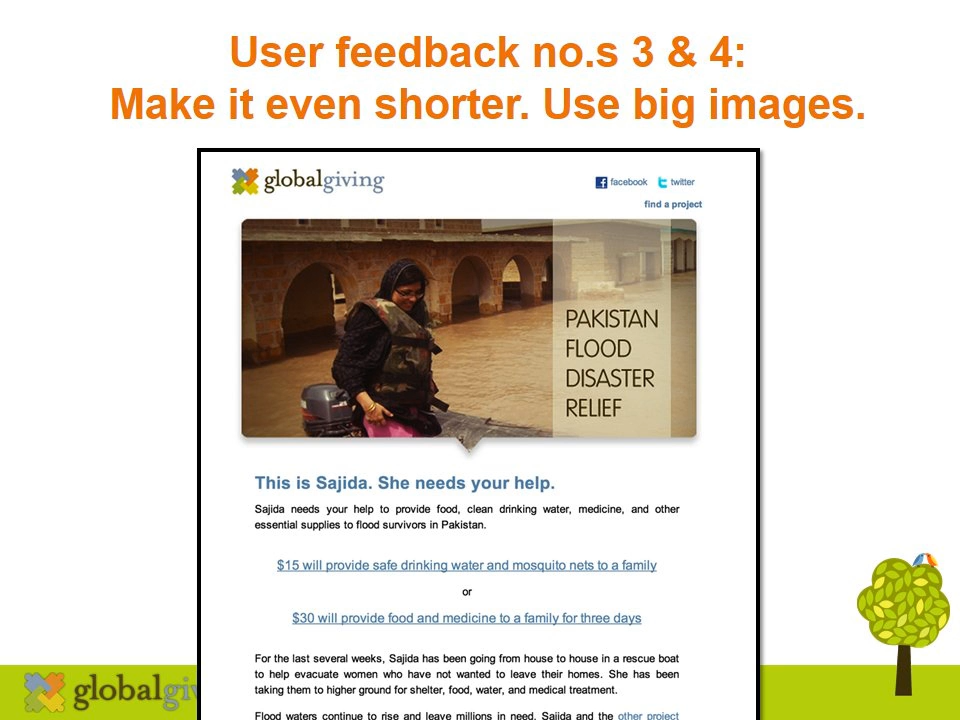 User feedback no.s 3 & 4:
Make it even shorter. Use big images.
globalgiving
facebook twitter
find a project
PAKISTAN
FLOOD
DISASTER
RELIEF
This is Sajida. She needs your help.
Sajida needs your help to provide food, clean drinking water, medicine, and other
essential supplies to flood survivors in Pakistan.
$15 will provide safe drinking water and mosquito nets to a family
or
$30 will provide food and medicine to a family for three days
For the last several weeks, Sajida has been going from house to house in a rescue boat
to help evacuate women who have not wanted to leave their homes. She has been
taking them to higher ground for shelter, food, water, and medical treatment.
Flood waters continue to rise and leave millions in need. Sajida and the other project
globalgiv